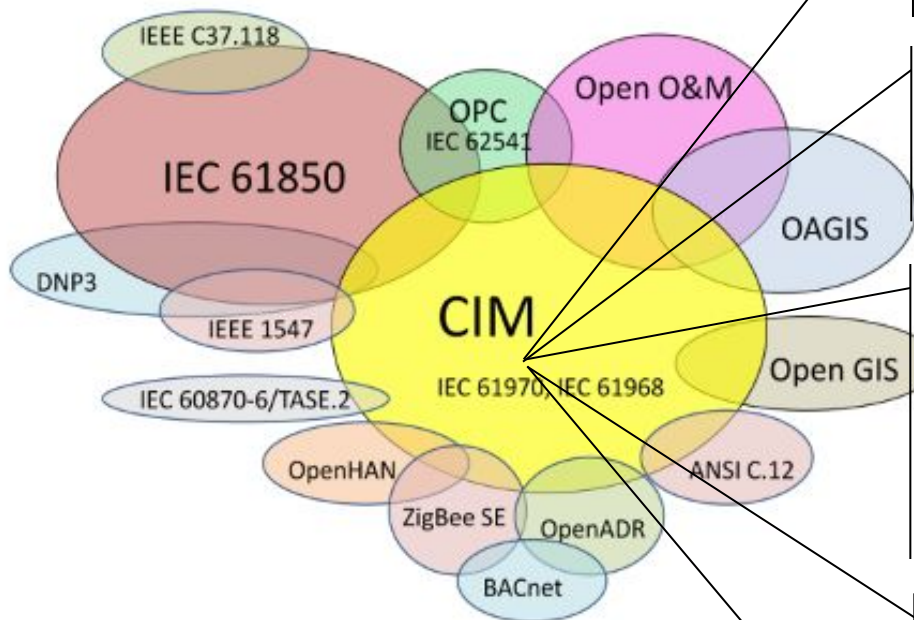 IEEE C37.118
Open O&M
OPC
IEC 62541
IEC 61850
OAGIS
DNP3
CIM
IEEE 1547
Open GIS
IEC 61970, IEC 61968
IEC 60870-6/TASE.2
OpenHAN
ANSI C.12
ZigBee SE
OpenADR
BACnet